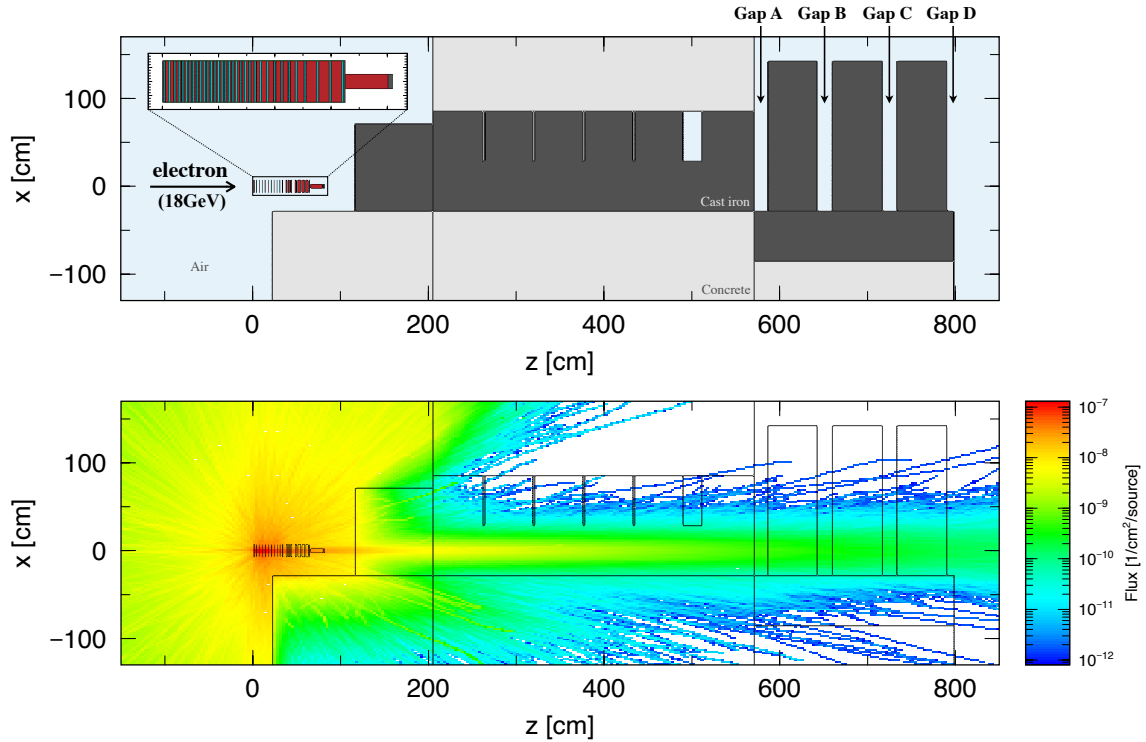 Gap A Gap B Gap C Gap D
100
0
−100
x [cm]
electron
(18GeV)
Air
Cast iron
Concrete
0 200 400 600 800
z [cm]
100
0
−100
x [cm]
0 200 400 600 800
z [cm]
10⁻⁷
10⁻⁸
10⁻⁹
10⁻¹⁰
10⁻¹¹
10⁻¹²
Flux [1/cm²/source]